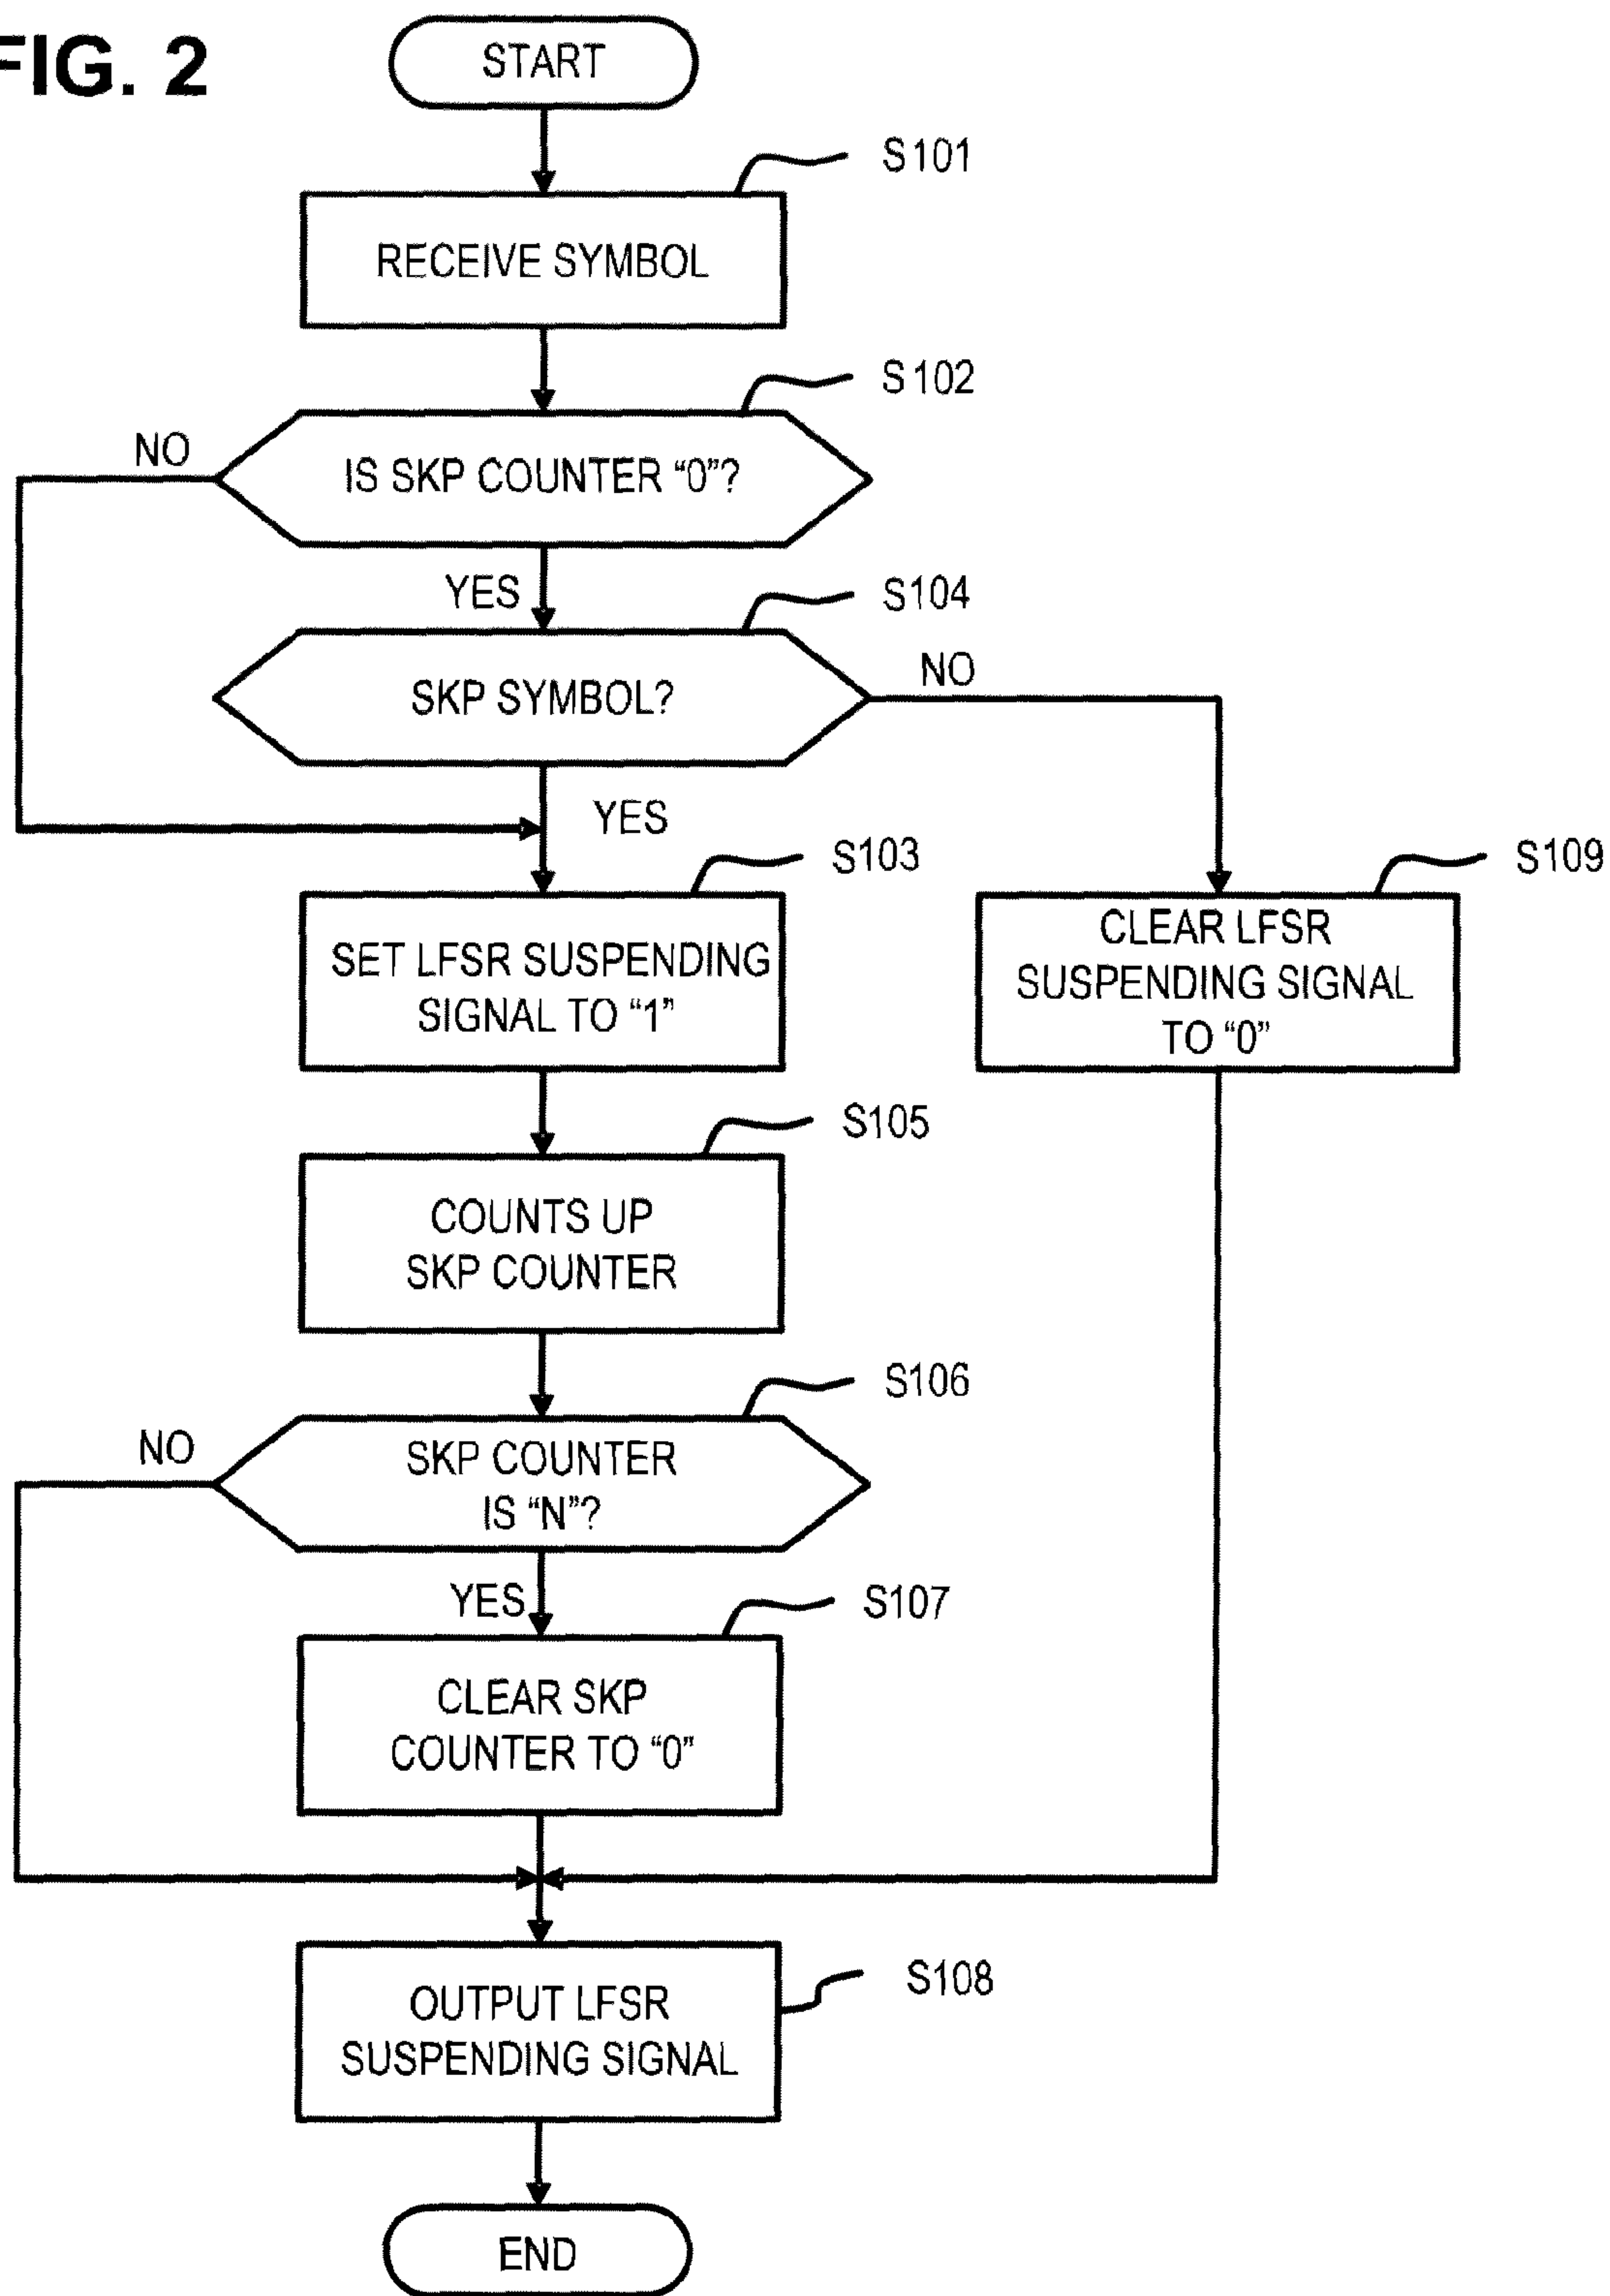 FIG. 2
START
S101
RECEIVE SYMBOL
S102
NO
IS SKP COUNTER “0”?
YES
S104
SKP SYMBOL?
NO
YES
S103
S109
SET LFSR SUSPENDING
SIGNAL TO “1”
CLEAR LFSR
SUSPENDING SIGNAL
TO “0”
S105
COUNTS UP
SKP COUNTER
S106
NO
SKP COUNTER
IS “N”?
YES
S107
CLEAR SKP
COUNTER TO “0”
S108
OUTPUT LFSR
SUSPENDING SIGNAL
END